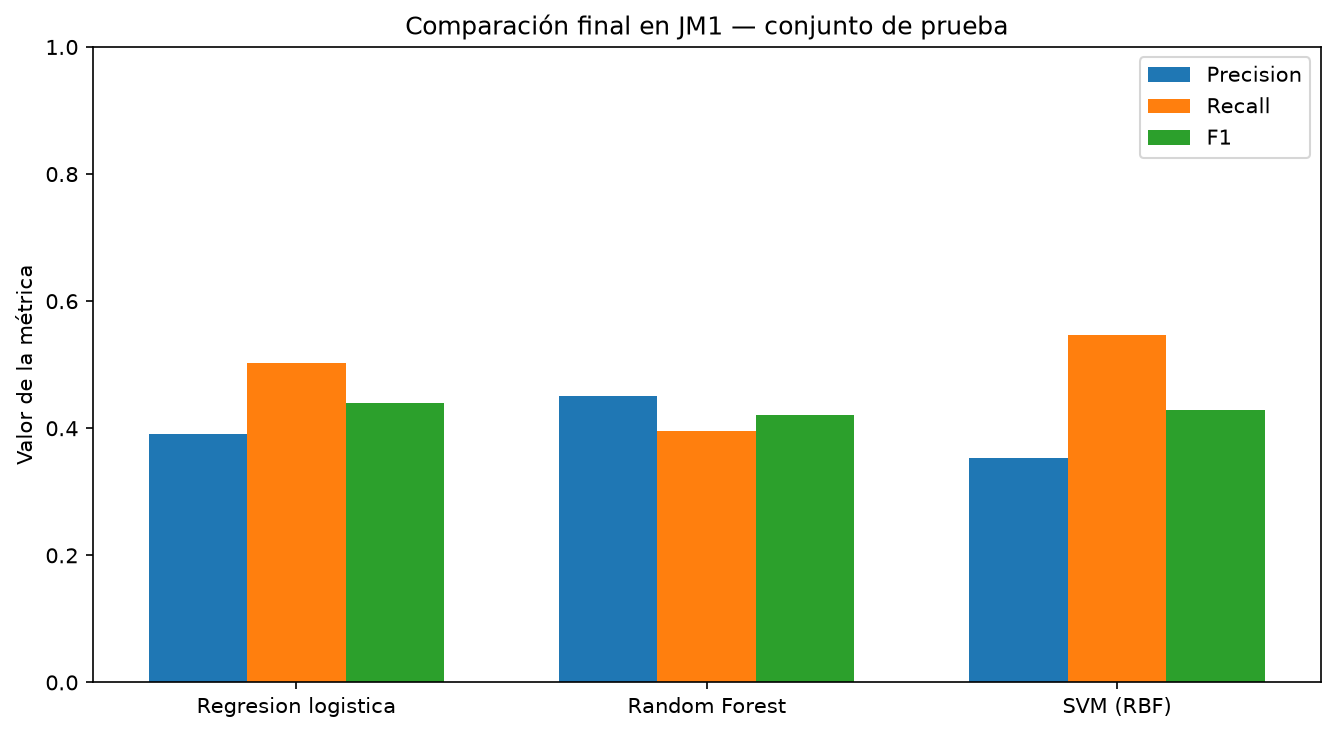 Comparación final en JM1 — conjunto de prueba
Valor de la métrica
1.0
0.8
0.6
0.4
0.2
0.0
Precision
Recall
F1
Regresion logistica
Random Forest
SVM (RBF)